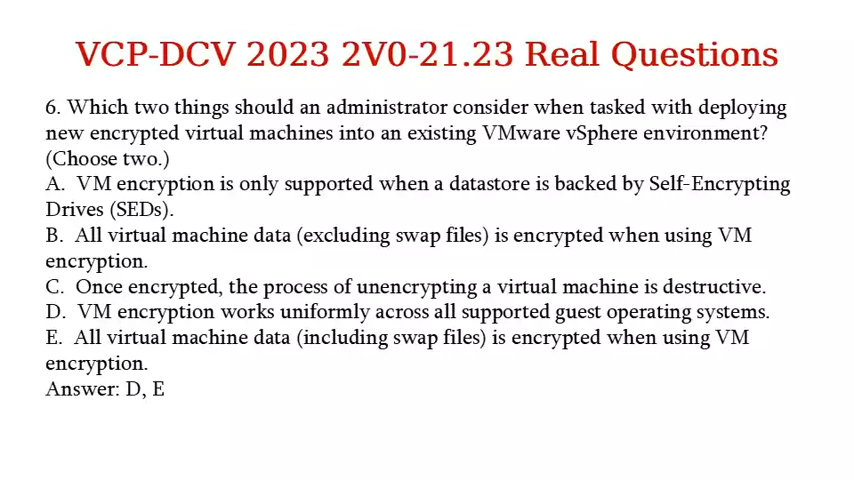 VCP-DCV 2023 2V0-21.23 Real Questions
6. Which two things should an administrator consider when tasked with deploying
new encrypted virtual machines into an existing VMware vSphere environment?
(Choose two.)
A.  VM encryption is only supported when a datastore is backed by Self-Encrypting
Drives (SEDs).
B.  All virtual machine data (excluding swap files) is encrypted when using VM
encryption.
C.  Once encrypted, the process of unencrypting a virtual machine is destructive.
D.  VM encryption works uniformly across all supported guest operating systems.
E.  All virtual machine data (including swap files) is encrypted when using VM
encryption.
Answer: D, E